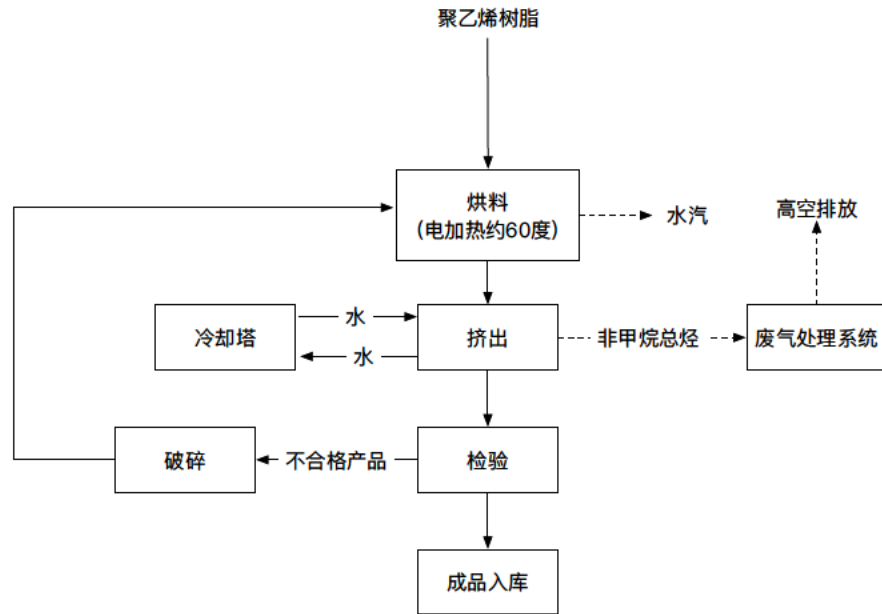 聚乙烯树脂
烘料
(电加热约60度)
水汽
高空排放
冷却塔
水
水
挤出
非甲烷总烃
废气处理系统
破碎
不合格产品
检验
成品入库